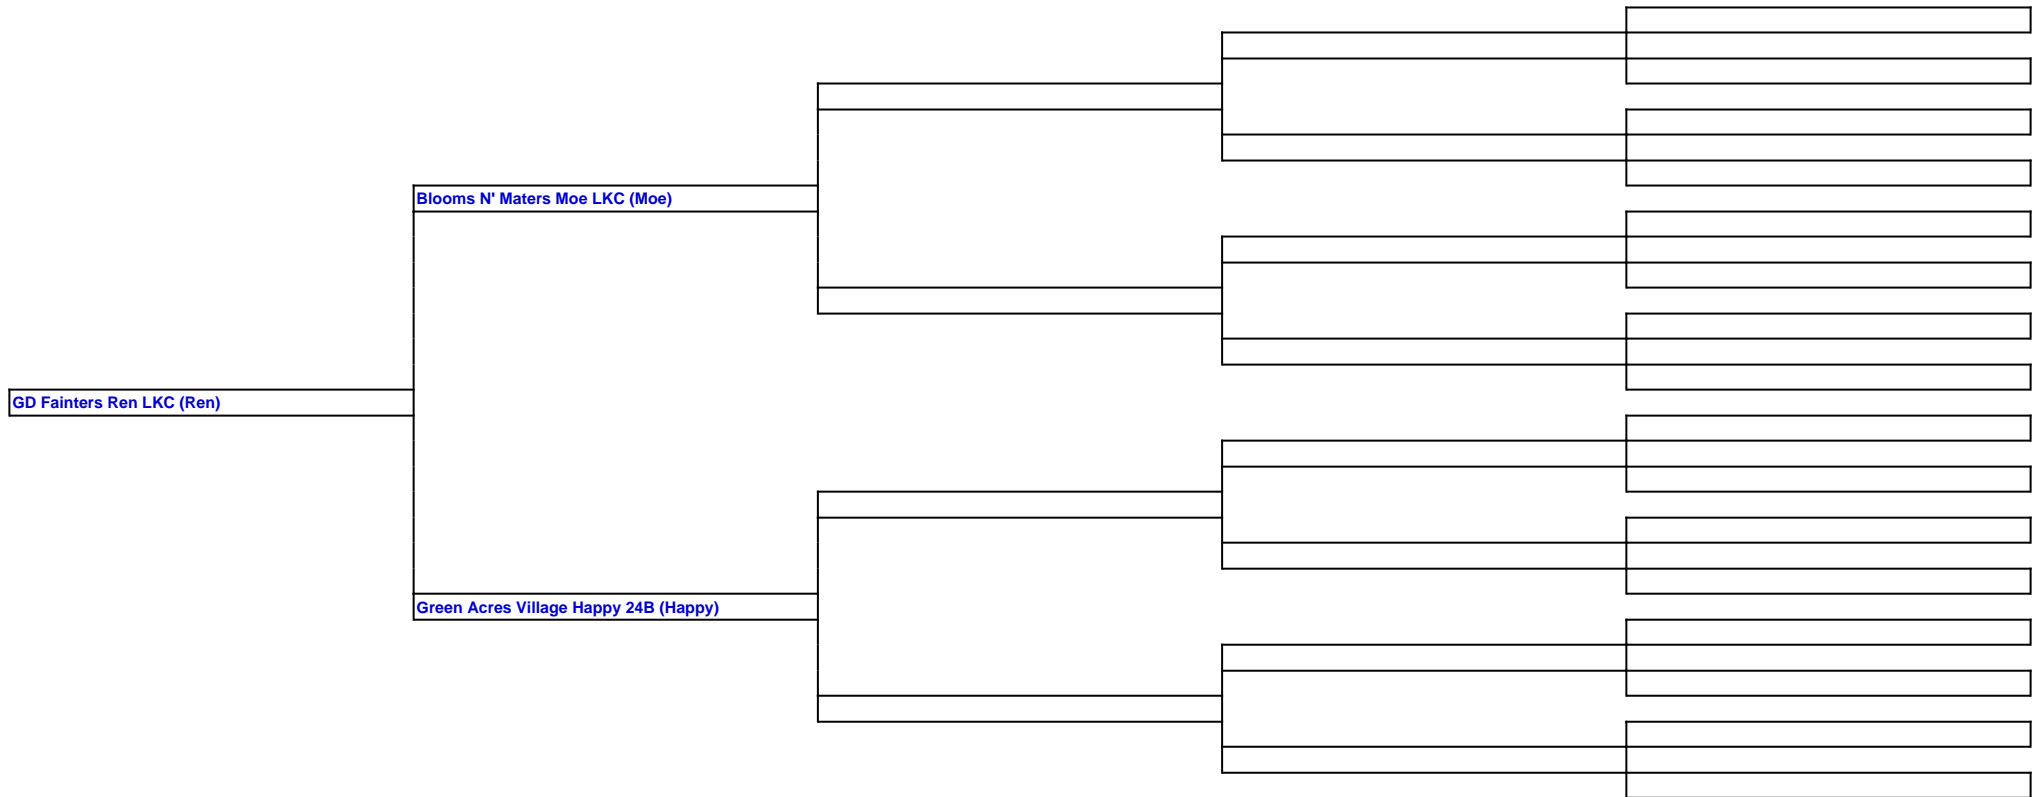 Blooms N' Maters Moe LKC (Moe)
GD Fainters Ren LKC (Ren)
Green Acres Village Happy 24B (Happy)